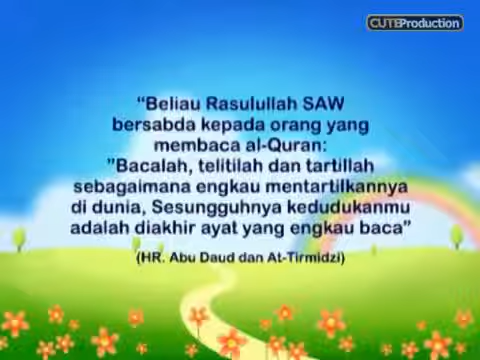 CUTEProduction
“Beliau Rasulullah SAW
bersabda kepada orang yang
membaca al-Quran:
”Bacalah, telitilah dan tartillah
sebagaimana engkau mentartilkannya
di dunia, Sesungguhnya kedudukanmu
adalah diakhir ayat yang engkau baca”
(HR. Abu Daud dan At-Tirmidzi)